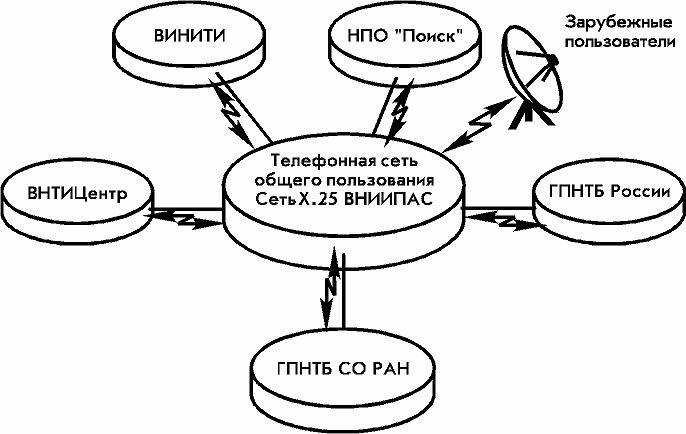 ВИНИТИ
НПО "Поиск"
Зарубежные
пользователи
Телефонная сеть
общего пользования
Сеть X.25 ВНИИПАС
ВНТИЦентр
ГПНТБ России
ГПНТБ СО РАН